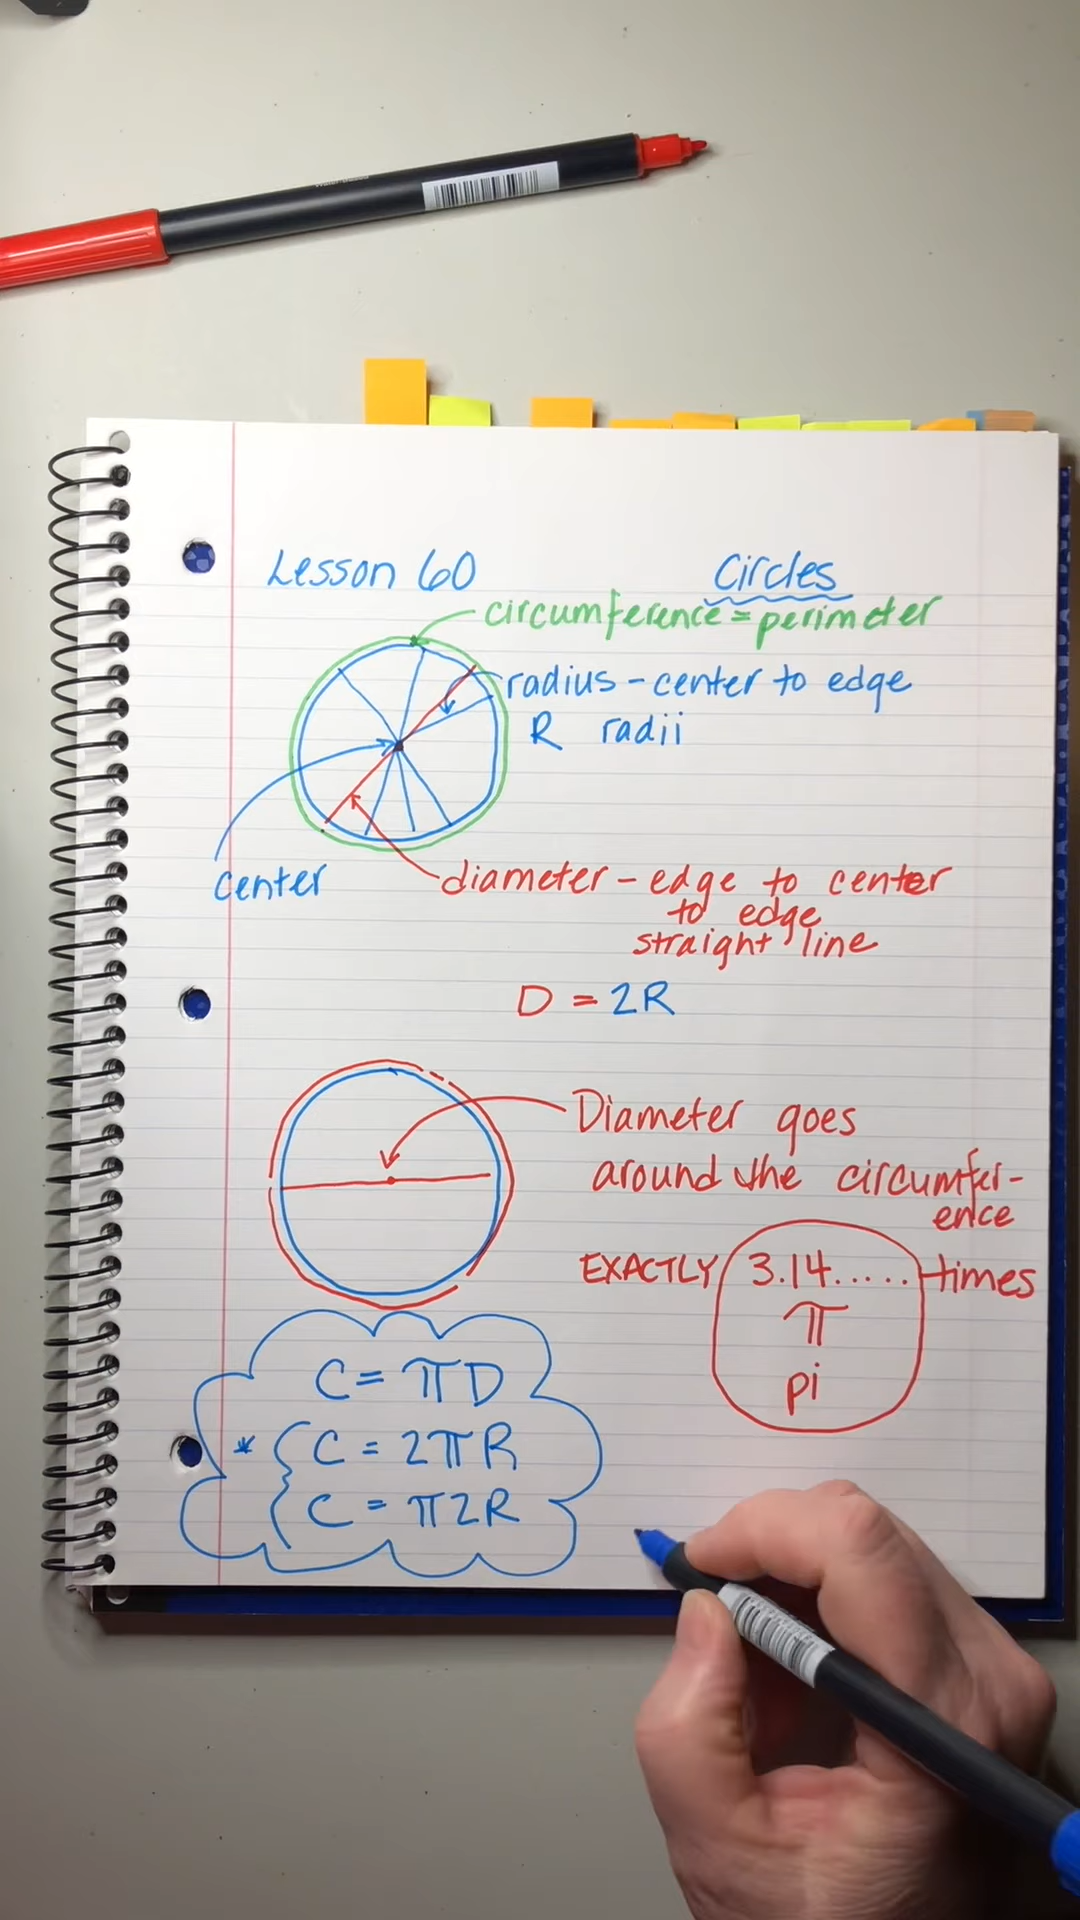 Lesson 60
Circles
circumference = perimeter
radius - center to edge
R radii
center
diameter - edge to center
to edge
straight line
D = 2R
Diameter goes
around the circumfer-
ence
EXACTLY 3.14..... times
π
pi
C = πD
* { C = 2πR
C = π2R